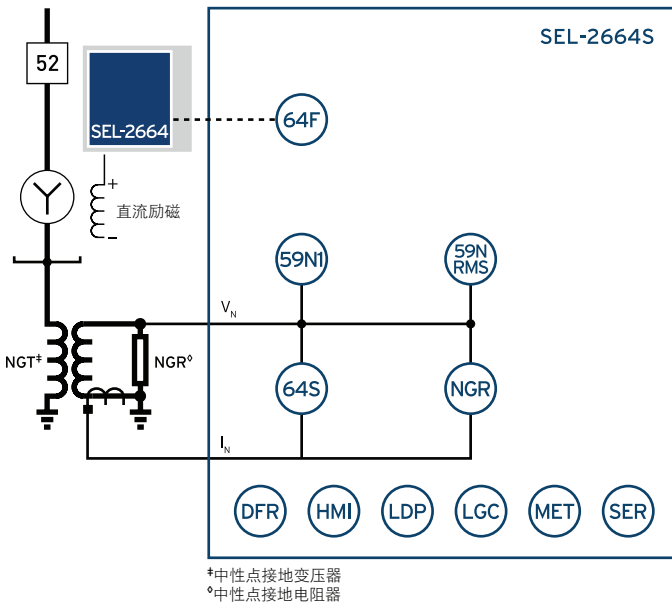 SEL-2664S
52
SEL-2664
64F
+
直流励磁
–
59N1
59N
RMS
V_N
NGT‡
NGR◊
64S
NGR
I_N
DFR
HMI
LDP
LGC
MET
SER
‡中性点接地变压器
◊中性点接地电阻器